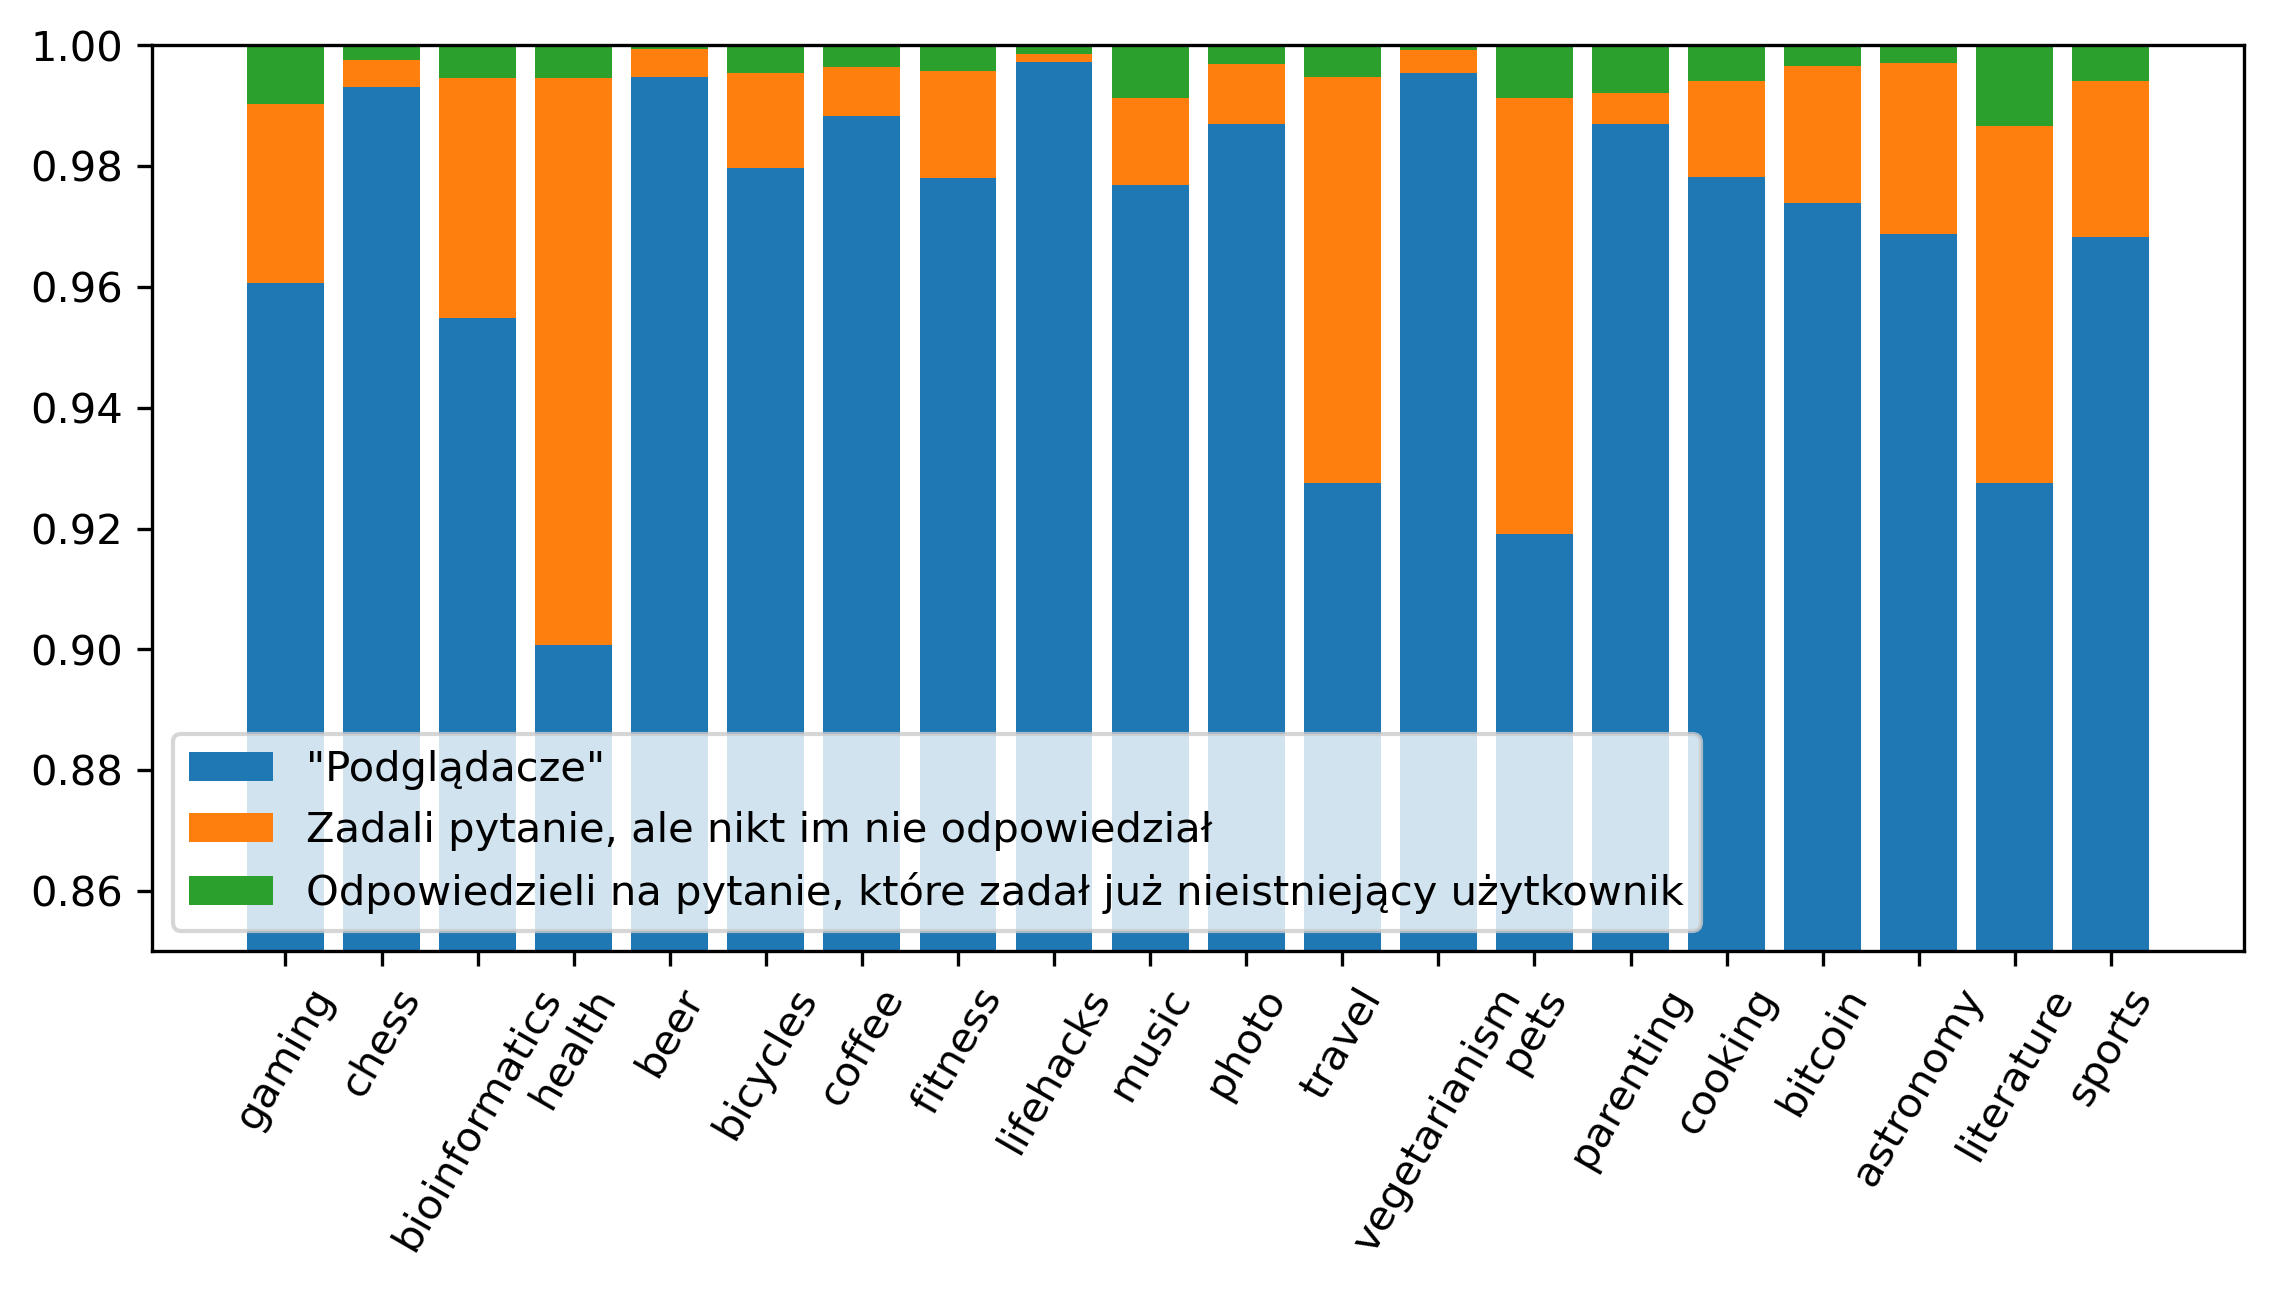 1.00
0.98
0.96
0.94
0.92
0.90
0.88
0.86
"Podglądacze"
Zadali pytanie, ale nikt im nie odpowiedział
Odpowiedzieli na pytanie, które zadał już nieistniejący użytkownik
gaming
chess
bioinformatics
health
beer
bicycles
coffee
fitness
lifehacks
music
photo
travel
vegetarianism
pets
parenting
cooking
bitcoin
astronomy
literature
sports